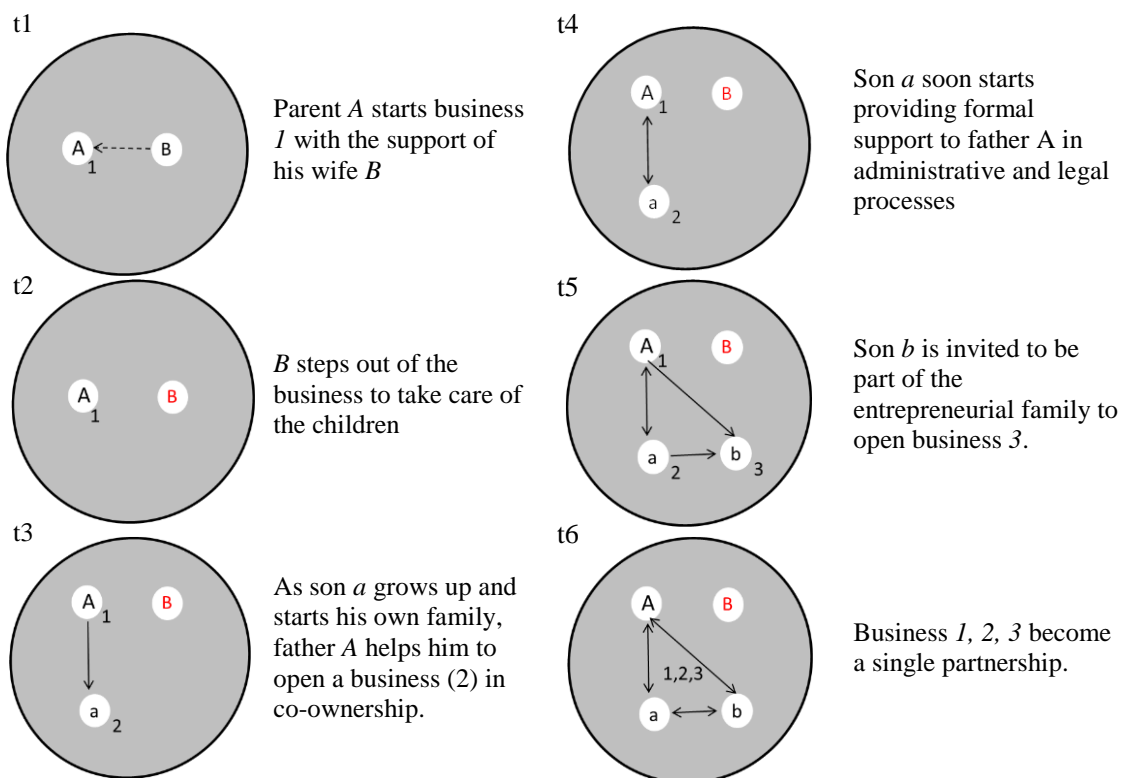 t1
A
1
B
Parent A starts business
1 with the support of
his wife B
t2
A
1
B
B steps out of the
business to take care of
the children
t3
A
1
B
a
2
As son a grows up and
starts his own family,
father A helps him to
open a business (2) in
co-ownership.
t4
A
1
B
a
2
Son a soon starts
providing formal
support to father A in
administrative and legal
processes
t5
A
1
B
a
2
b
3
Son b is invited to be
part of the
entrepreneurial family to
open business 3.
t6
A
B
1,2,3
a
b
Business 1, 2, 3 become
a single partnership.